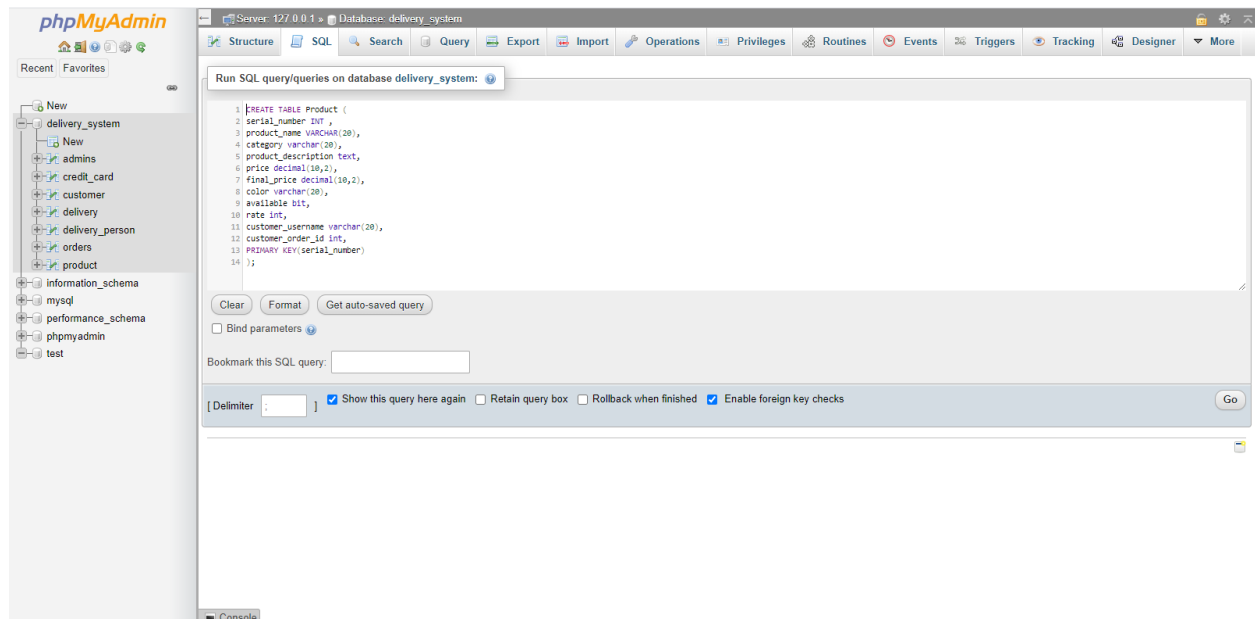 phpMyAdmin
Recent Favorites
New
delivery_system
New
admins
credit_card
customer
delivery
delivery_person
orders
product
information_schema
mysql
performance_schema
phpmyadmin
test
Server: 127.0.0.1 » Database: delivery_system
Structure SQL Search Query Export Import Operations Privileges Routines Events Triggers Tracking Designer More
Run SQL query/queries on database delivery_system:
1 CREATE TABLE Product (
2 serial_number INT ,
3 product_name VARCHAR(20),
4 category varchar(20),
5 product_description text,
6 price decimal(10,2),
7 final_price decimal(10,2),
8 color varchar(20),
9 available bit,
10 rate int,
11 customer_username varchar(20),
12 customer_order_id int,
13 PRIMARY KEY(serial_number)
14 );
Clear Format Get auto-saved query
Bind parameters
Bookmark this SQL query:
[ Delimiter ; ] Show this query here again Retain query box Rollback when finished Enable foreign key checks Go
Console